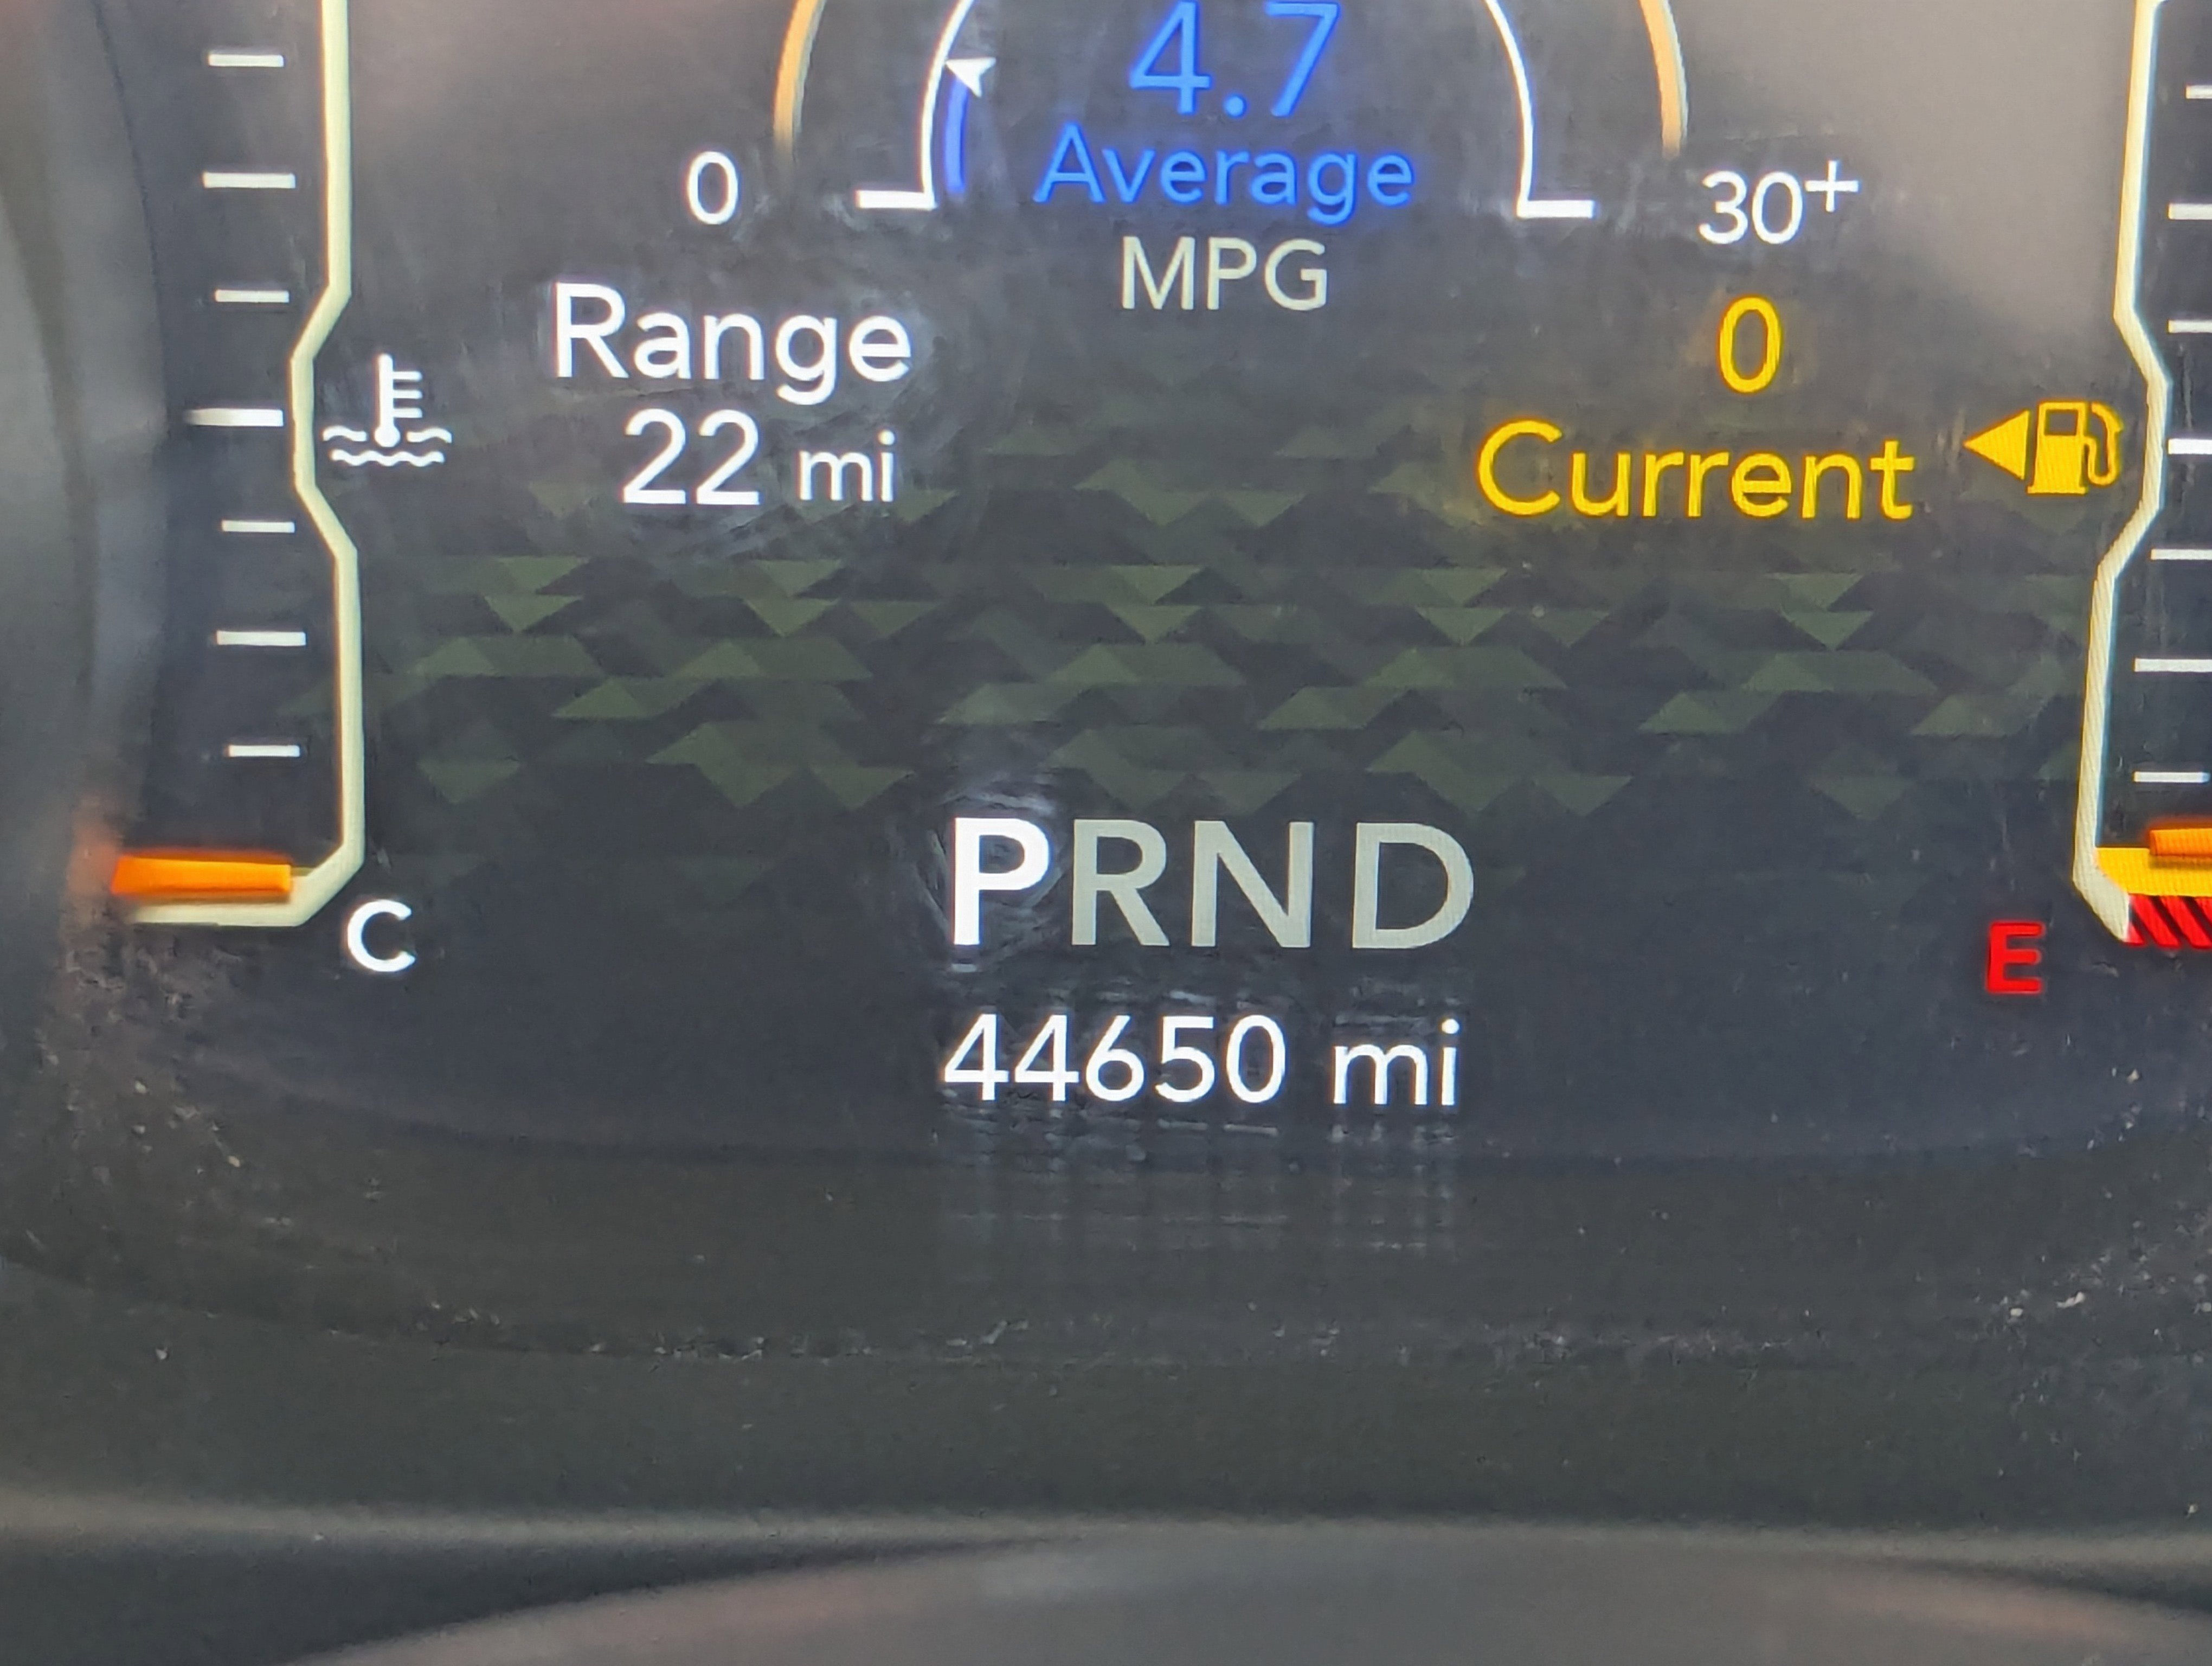 4.7
Average
MPG
0
30+
Range
22 mi
0
Current
PRND
C
E
44650 mi